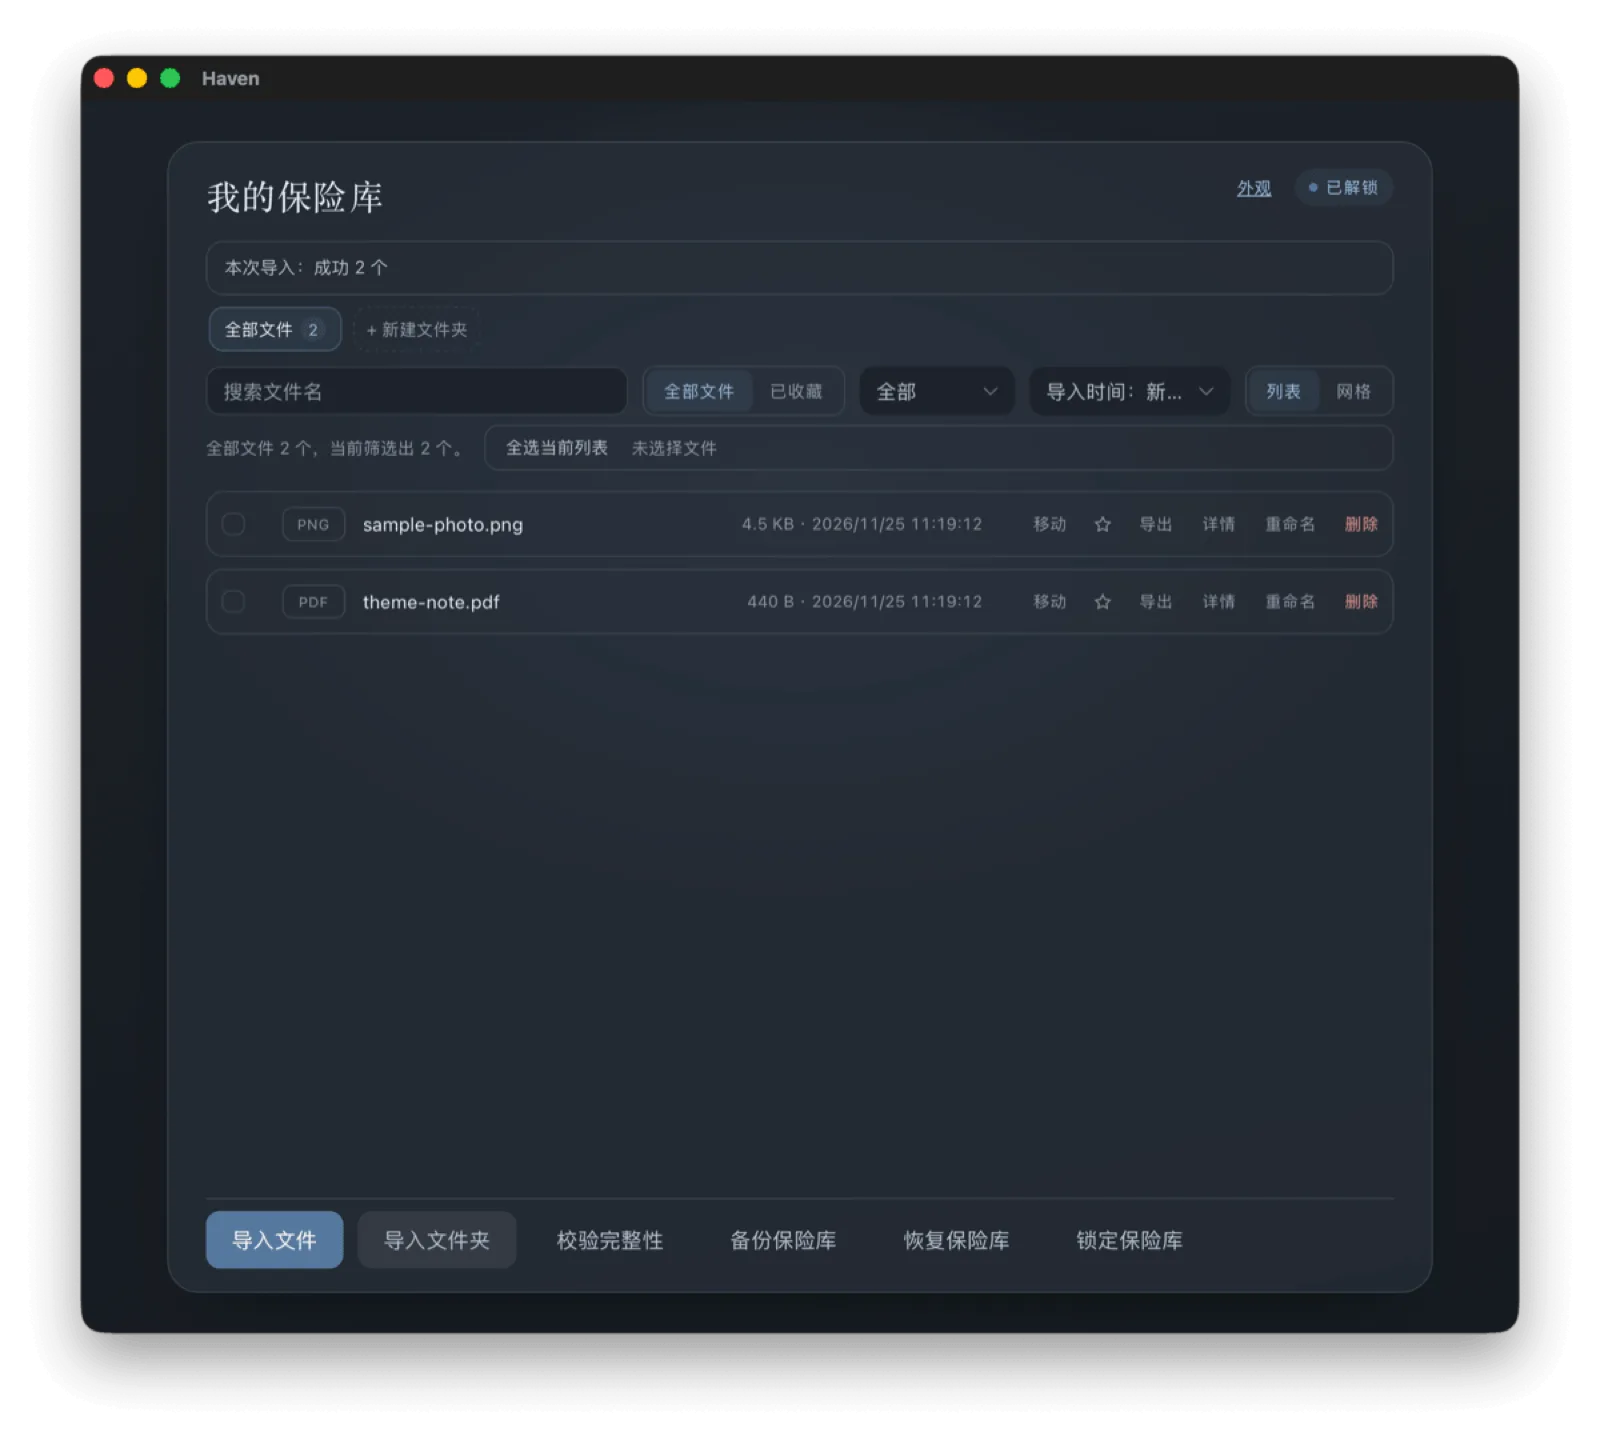 Haven
我的保险库
外观 已解锁
本次导入：成功 2 个
全部文件 2 + 新建文件夹
搜索文件名 全部文件 已收藏 全部 导入时间：新... 列表 网格
全部文件 2 个，当前筛选出 2 个。 全选当前列表 未选择文件
PNG sample-photo.png 4.5 KB · 2026/11/25 11:19:12 移动 ☆ 导出 详情 重命名 删除
PDF theme-note.pdf 440 B · 2026/11/25 11:19:12 移动 ☆ 导出 详情 重命名 删除
导入文件 导入文件夹 校验完整性 备份保险库 恢复保险库 锁定保险库